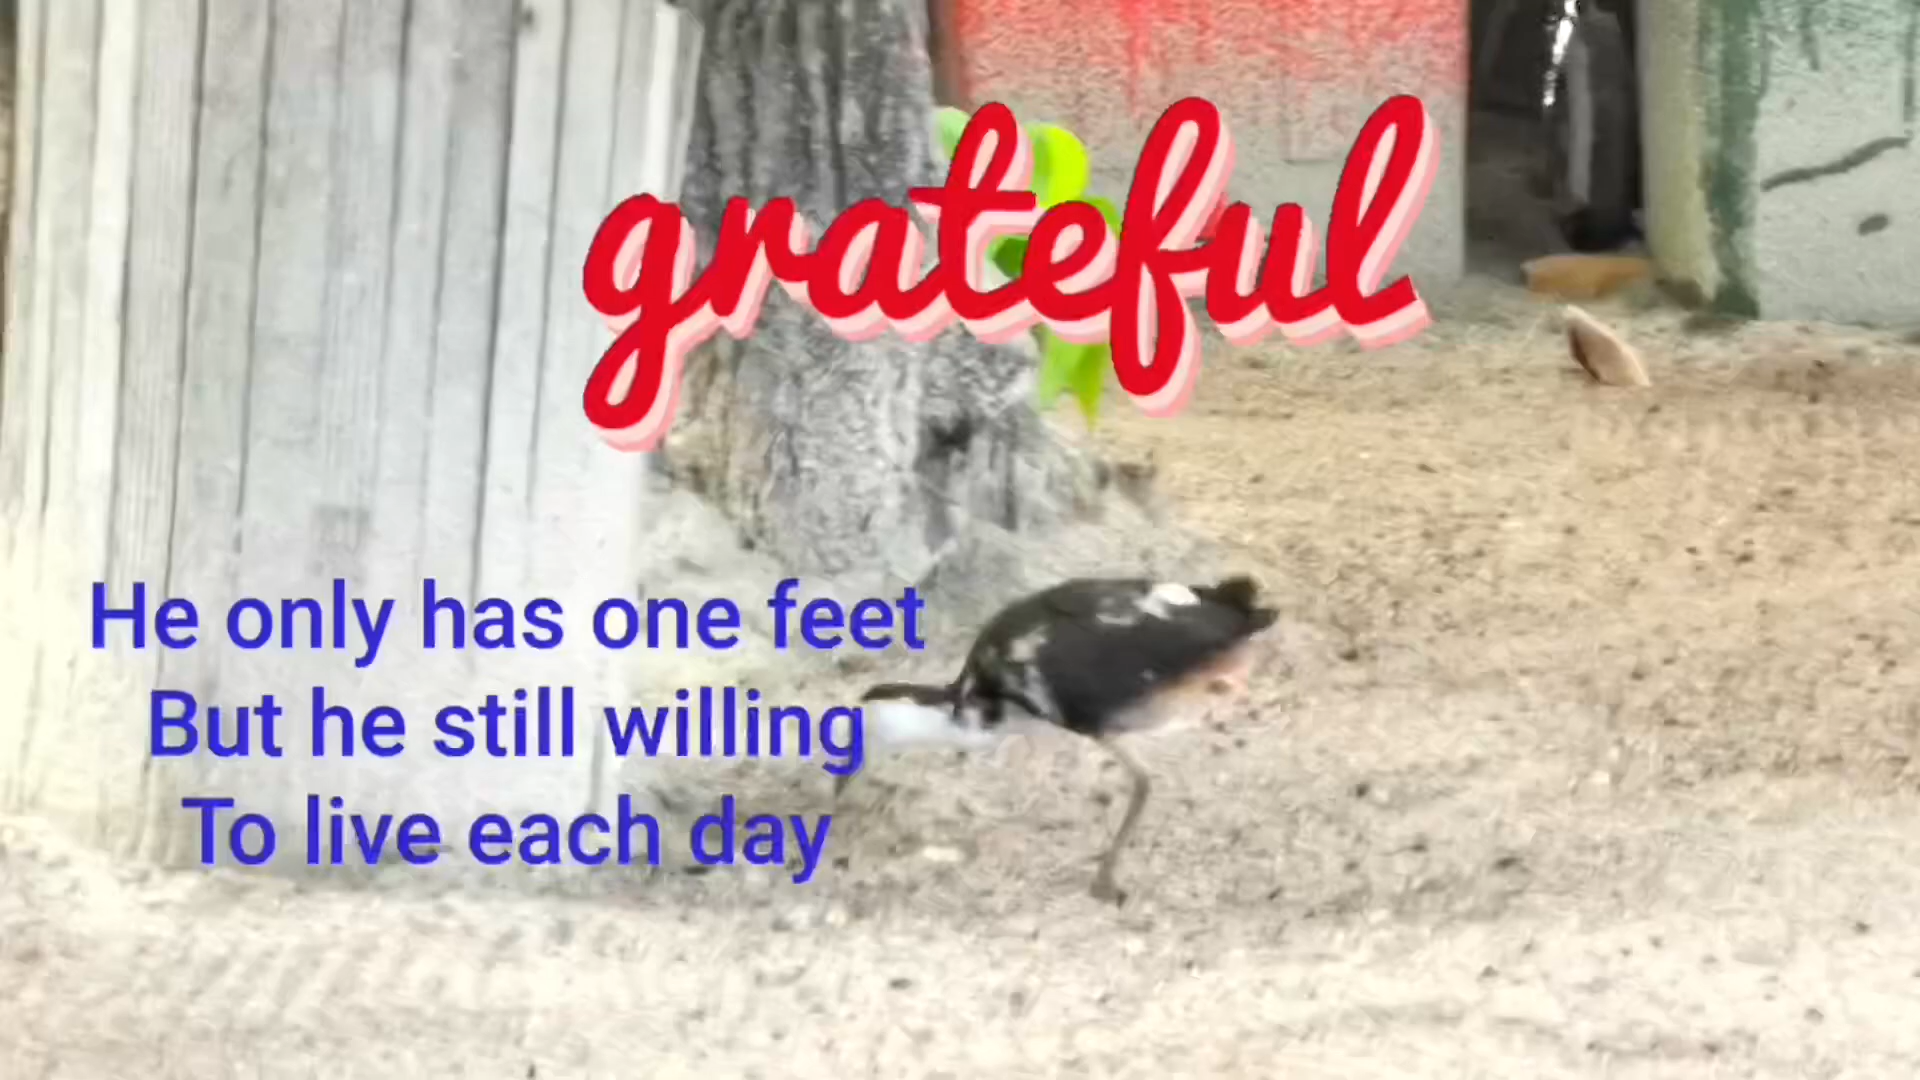 grateful
He only has one feet
But he still willing
To live each day